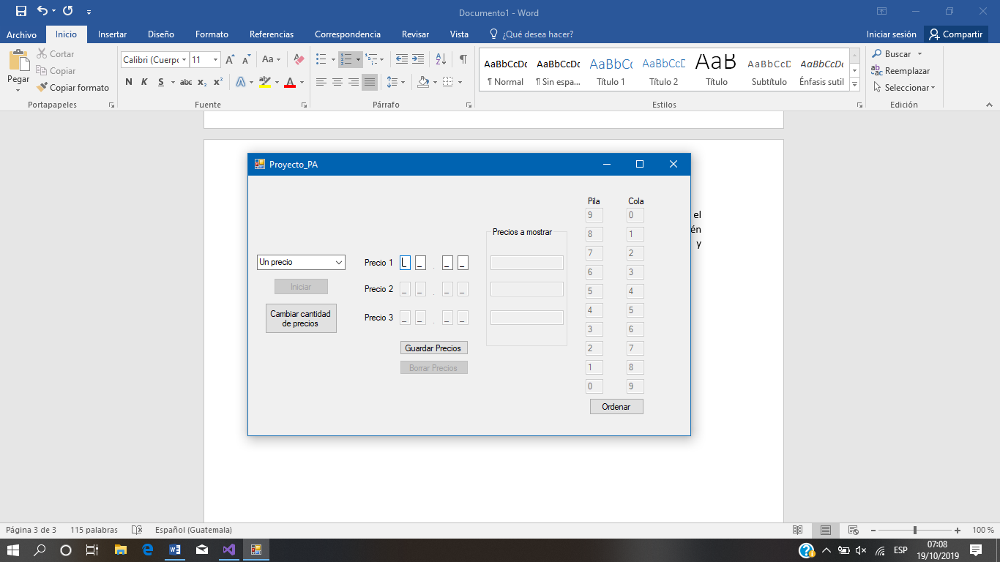 Documento1 - Word
Archivo Inicio Insertar Diseño Formato Referencias Correspondencia Revisar Vista ¿Qué desea hacer? Iniciar sesión Compartir
Pegar
Cortar
Copiar
Copiar formato
Portapapeles
Calibri (Cuerpo 11
Aa
N K S abc x₂ x²
A
Fuente
Párrafo
AaBbCcDc AaBbCcDc AaBbCc AaBbCcD AaB AaBbCcD AaBbCcDc
¶ Normal ¶ Sin espa... Título 1 Título 2 Título Subtítulo Énfasis sutil
Estilos
Buscar
Reemplazar
Seleccionar
Edición
Proyecto_PA
Un precio
Iniciar
Cambiar cantidad
de precios
Precio 1 _ _ . _ _
Precio 2 _ _ . _ _
Precio 3 _ _ . _ _
Guardar Precios
Borrar Precios
Precios a mostrar
Pila Cola
9 0
8 1
7 2
6 3
5 4
4 5
3 6
2 7
1 8
0 9
Ordenar
el
én
y
Página 3 de 3 115 palabras Español (Guatemala) 100 %
ESP
07:08
19/10/2019